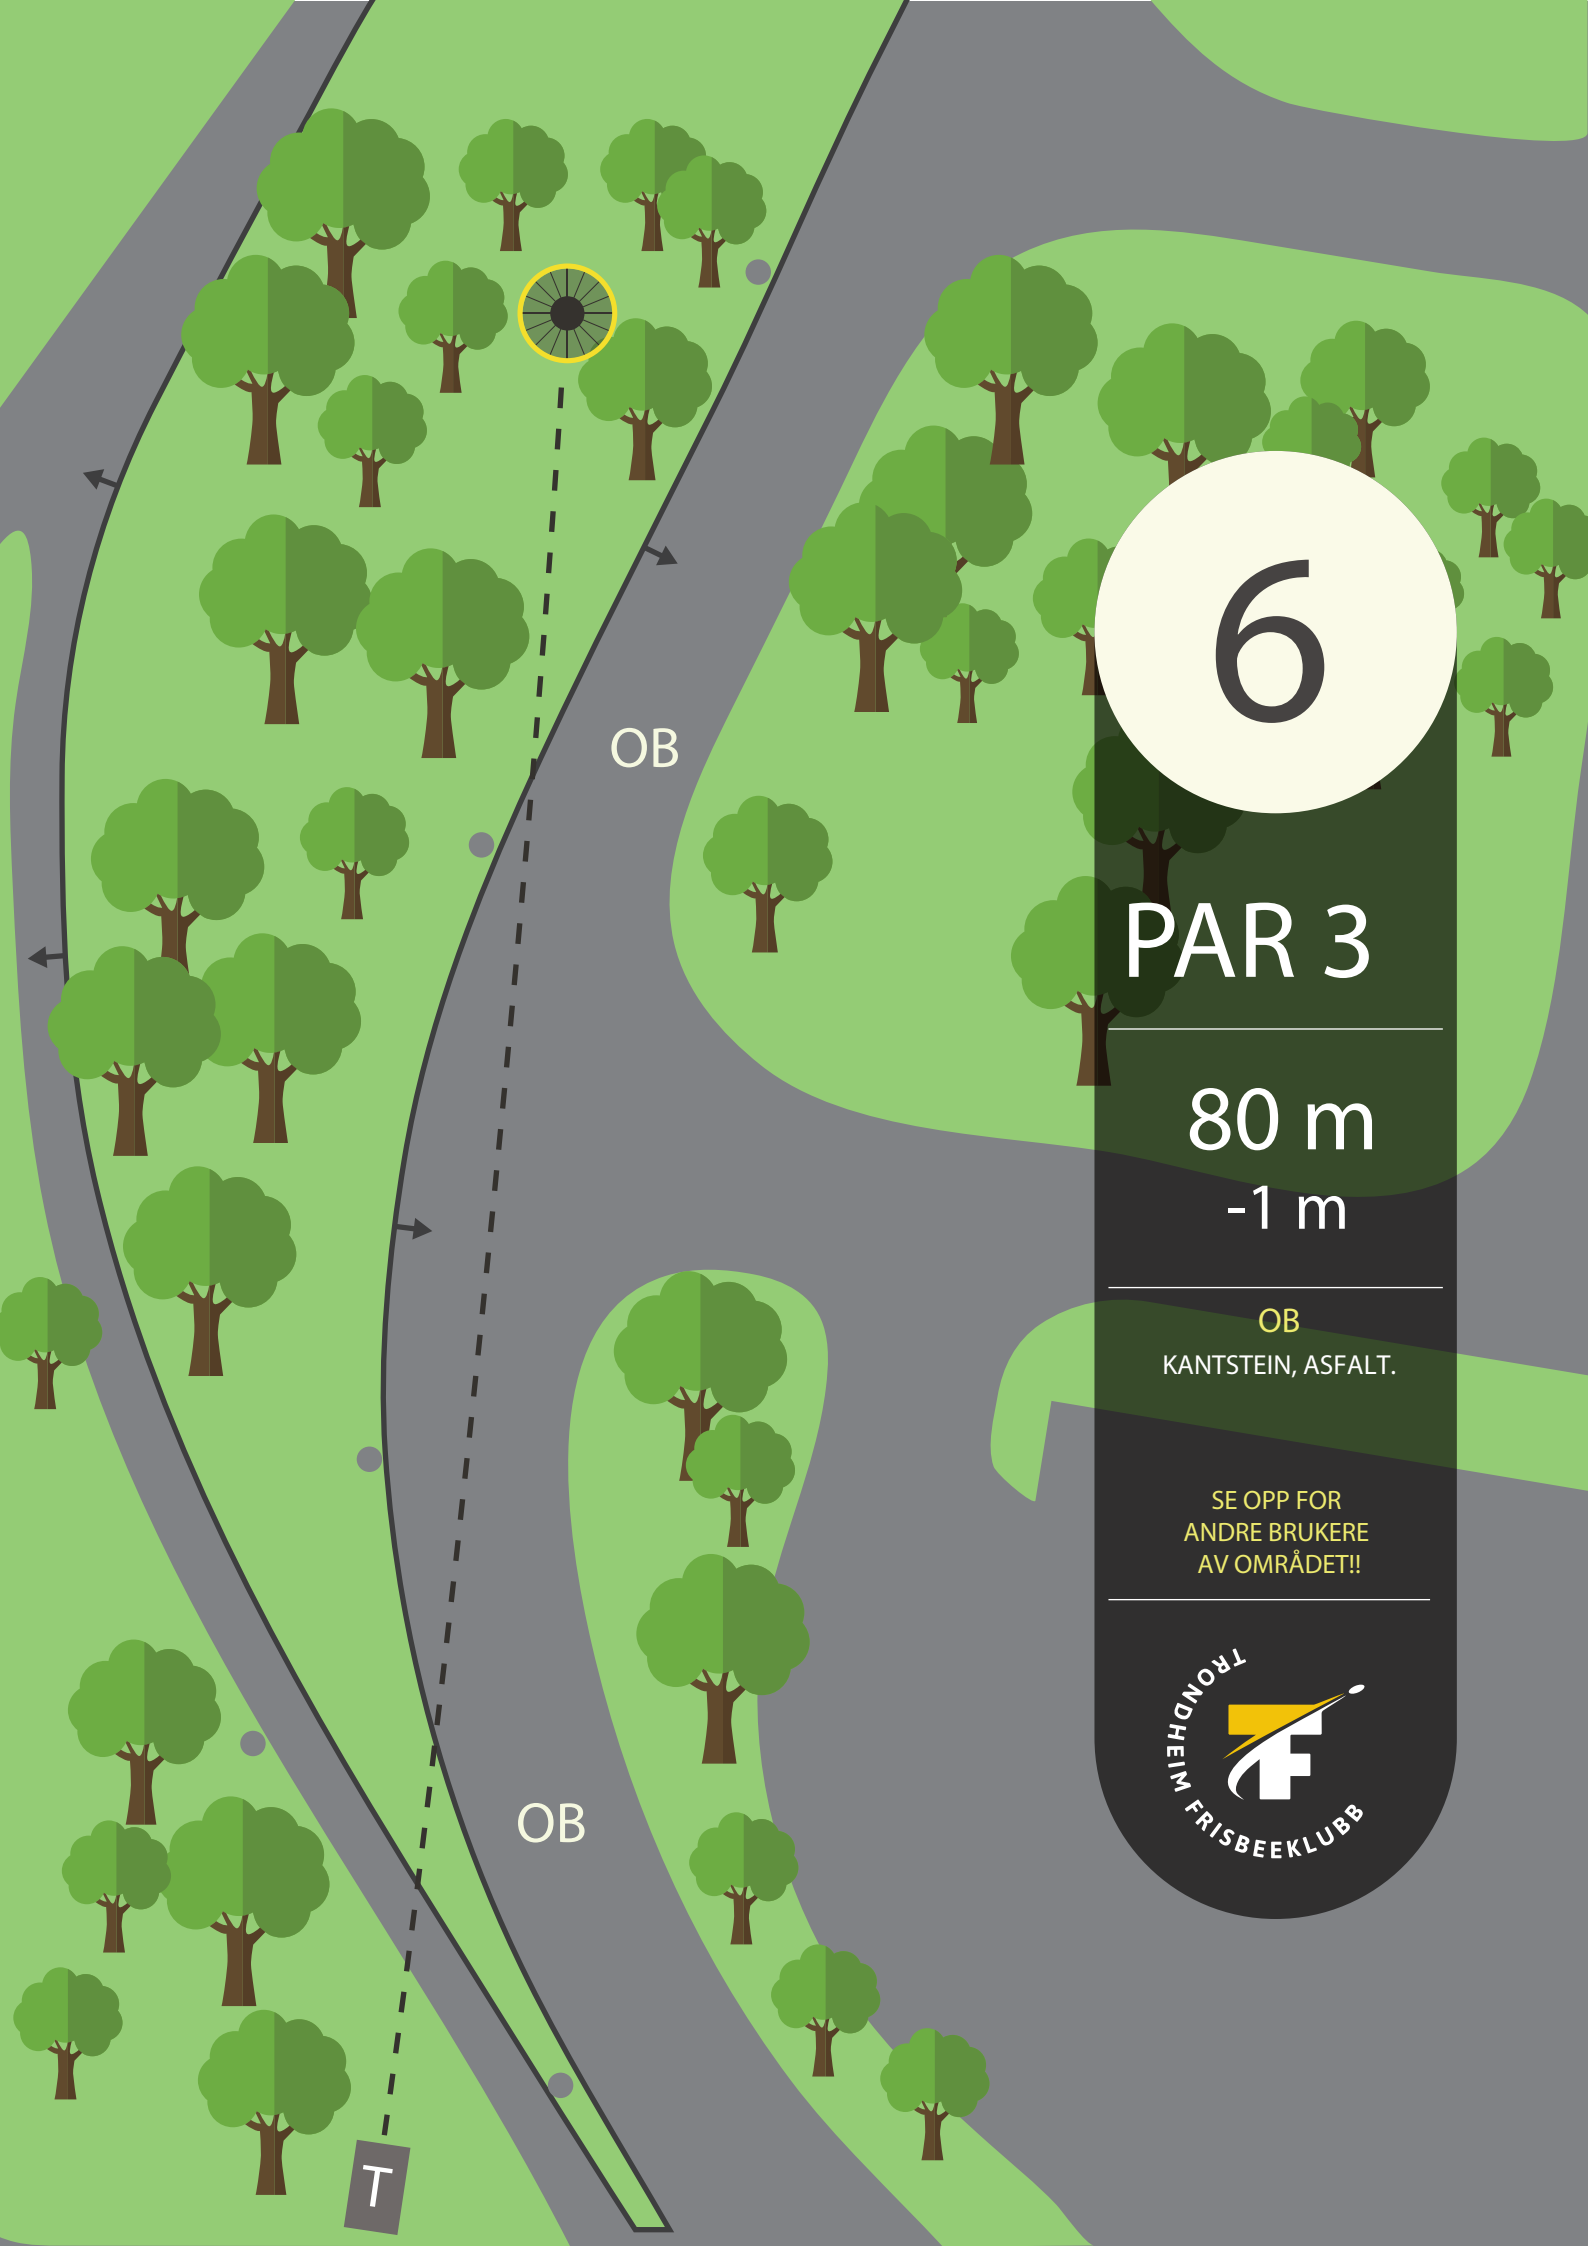 6
OB
PAR 3
80 m
-1 m
OB
KANTSTEIN, ASFALT.
SE OPP FOR
ANDRE BRUKERE
AV OMRÅDET!!
TRONDHEIM FRISBEEKLUBB
TF
OB
T